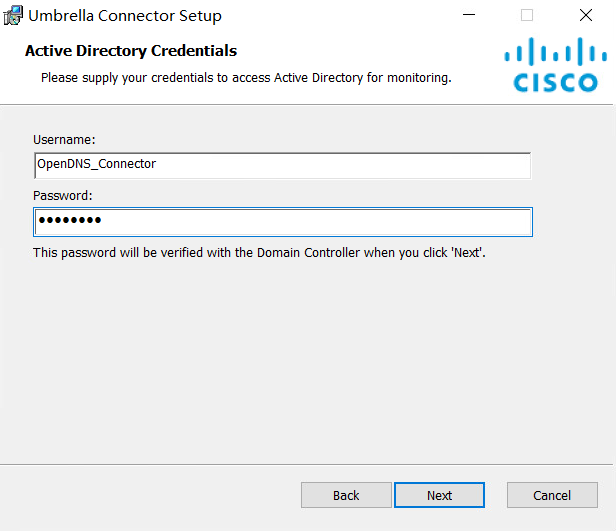 Umbrella Connector Setup
Active Directory Credentials
Please supply your credentials to access Active Directory for monitoring.
CISCO
Username:
OpenDNS_Connector
Password:
●●●●●●●●
This password will be verified with the Domain Controller when you click 'Next'.
Back
Next
Cancel